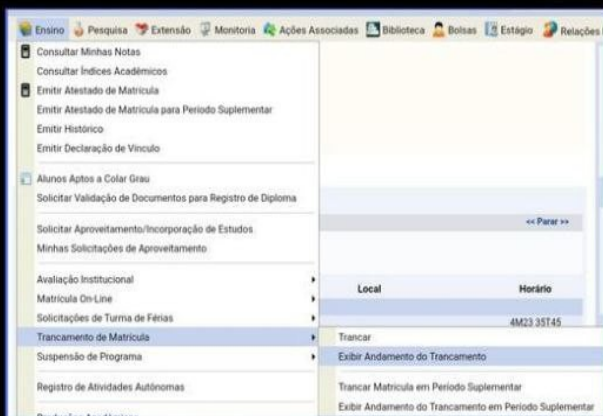 Ensino Pesquisa Extensão Monitoria Ações Associadas Biblioteca Bolsas Estágio Relações
Consultar Minhas Notas
Consultar Índices Acadêmicos
Emitir Atestado de Matrícula
Emitir Atestado de Matrícula para Período Suplementar
Emitir Histórico
Emitir Declaração de Vínculo
Alunos Aptos a Colar Grau
Solicitar Validação de Documentos para Registro de Diploma
<< Parar >>
Solicitar Aproveitamento/Incorporação de Estudos
Minhas Solicitações de Aproveitamento
Avaliação Institucional
Local Horário
Matrícula On-Line
Solicitações de Turma de Férias
4M23 35T45
Trancamento de Matrícula
Trancar
Suspensão de Programa
Exibir Andamento do Trancamento
Registro de Atividades Autônomas
Trancar Matrícula em Período Suplementar
Exibir Andamento do Trancamento em Período Suplementar